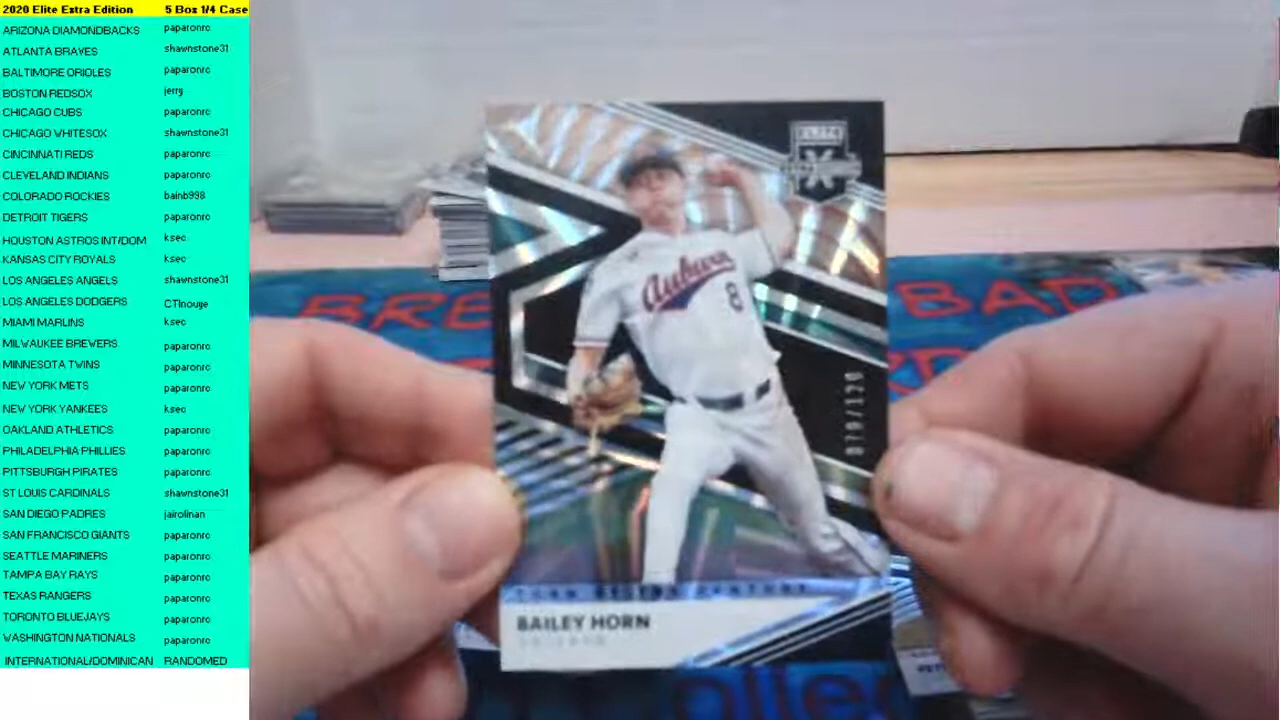 2020 Elite Extra Edition 5 Box 1/4 Case
ARIZONA DIAMONDBACKS paparonrc
ATLANTA BRAVES shawnstone31
BALTIMORE ORIOLES paparonrc
BOSTON REDSOX jerry
CHICAGO CUBS paparonrc
CHICAGO WHITESOX shawnstone31
CINCINNATI REDS paparonrc
CLEVELAND INDIANS paparonrc
COLORADO ROCKIES bainb998
DETROIT TIGERS paparonrc
HOUSTON ASTROS INT/DOM ksec
KANSAS CITY ROYALS ksec
LOS ANGELES ANGELS shawnstone31
LOS ANGELES DODGERS CTlnouge
MIAMI MARLINS ksec
MILWAUKEE BREWERS paparonrc
MINNESOTA TWINS paparonrc
NEW YORK METS paparonrc
NEW YORK YANKEES ksec
OAKLAND ATHLETICS paparonrc
PHILADELPHIA PHILLIES paparonrc
PITTSBURGH PIRATES paparonrc
ST LOUIS CARDINALS shawnstone31
SAN DIEGO PADRES jairolinan
SAN FRANCISCO GIANTS paparonrc
SEATTLE MARINERS paparonrc
TAMPA BAY RAYS paparonrc
TEXAS RANGERS paparonrc
TORONTO BLUEJAYS paparonrc
WASHINGTON NATIONALS paparonrc
INTERNATIONAL/DOMINICAN RANDOMED
ELITE
X
Auburn
8
BAD
BAILEY HORN